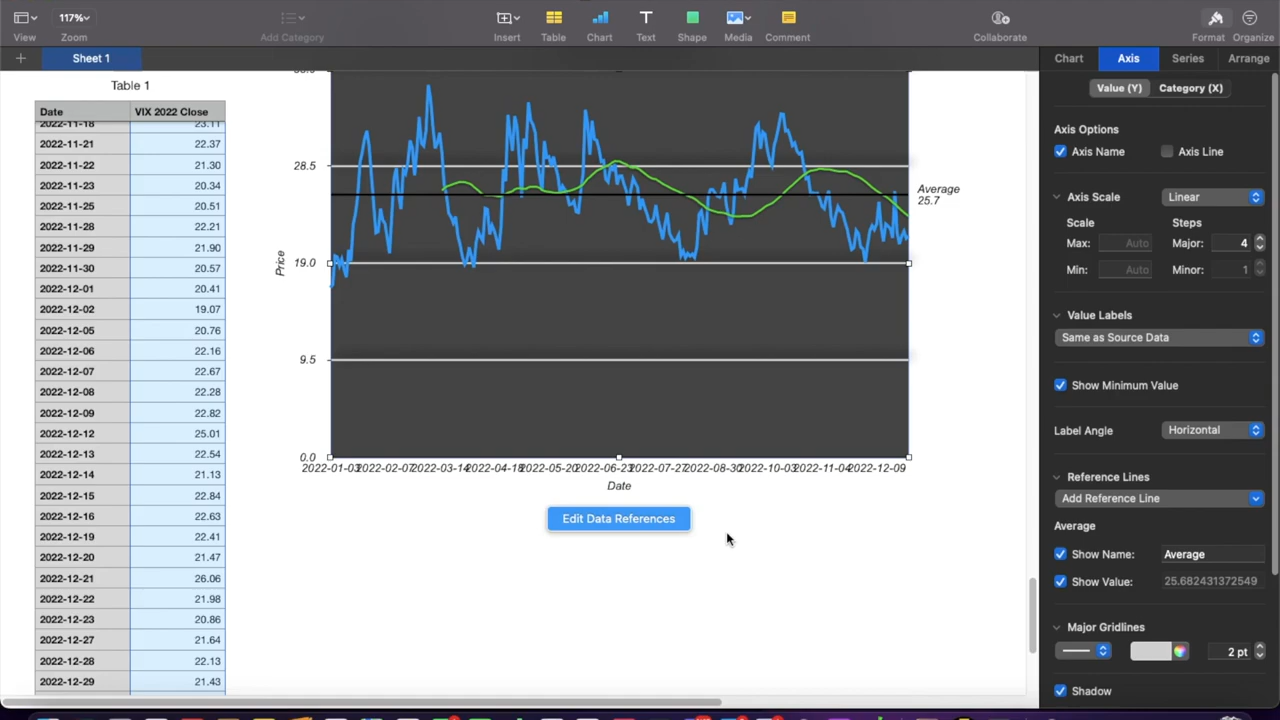 117%
View
Zoom
Add Category
Insert
Table
Chart
Text
Shape
Media
Comment
Collaborate
Format
Organize
Sheet 1
Chart
Axis
Series
Arrange
Table 1
Date VIX 2022 Close
2022-11-18 23.11
2022-11-21 22.37
2022-11-22 21.30
2022-11-23 20.34
2022-11-25 20.51
2022-11-28 22.21
2022-11-29 21.90
2022-11-30 20.57
2022-12-01 20.41
2022-12-02 19.07
2022-12-05 20.76
2022-12-06 22.16
2022-12-07 22.67
2022-12-08 22.28
2022-12-09 22.82
2022-12-12 25.01
2022-12-13 22.54
2022-12-14 21.13
2022-12-15 22.84
2022-12-16 22.63
2022-12-19 22.41
2022-12-20 21.47
2022-12-21 26.06
2022-12-22 21.98
2022-12-23 20.86
2022-12-27 21.64
2022-12-28 22.13
2022-12-29 21.43
28.5
19.0
9.5
0.0
Price
Average
25.7
2022-01-03 2022-02-07 2022-03-14 2022-04-18 2022-05-20 2022-06-23 2022-07-27 2022-08-30 2022-10-03 2022-11-04 2022-12-09
Date
Edit Data References
Value (Y)
Category (X)
Axis Options
Axis Name
Axis Line
Axis Scale
Linear
Scale
Steps
Max: Auto
Major: 4
Min: Auto
Minor: 1
Value Labels
Same as Source Data
Show Minimum Value
Label Angle
Horizontal
Reference Lines
Add Reference Line
Average
Show Name: Average
Show Value: 25.682431372549
Major Gridlines
2 pt
Shadow